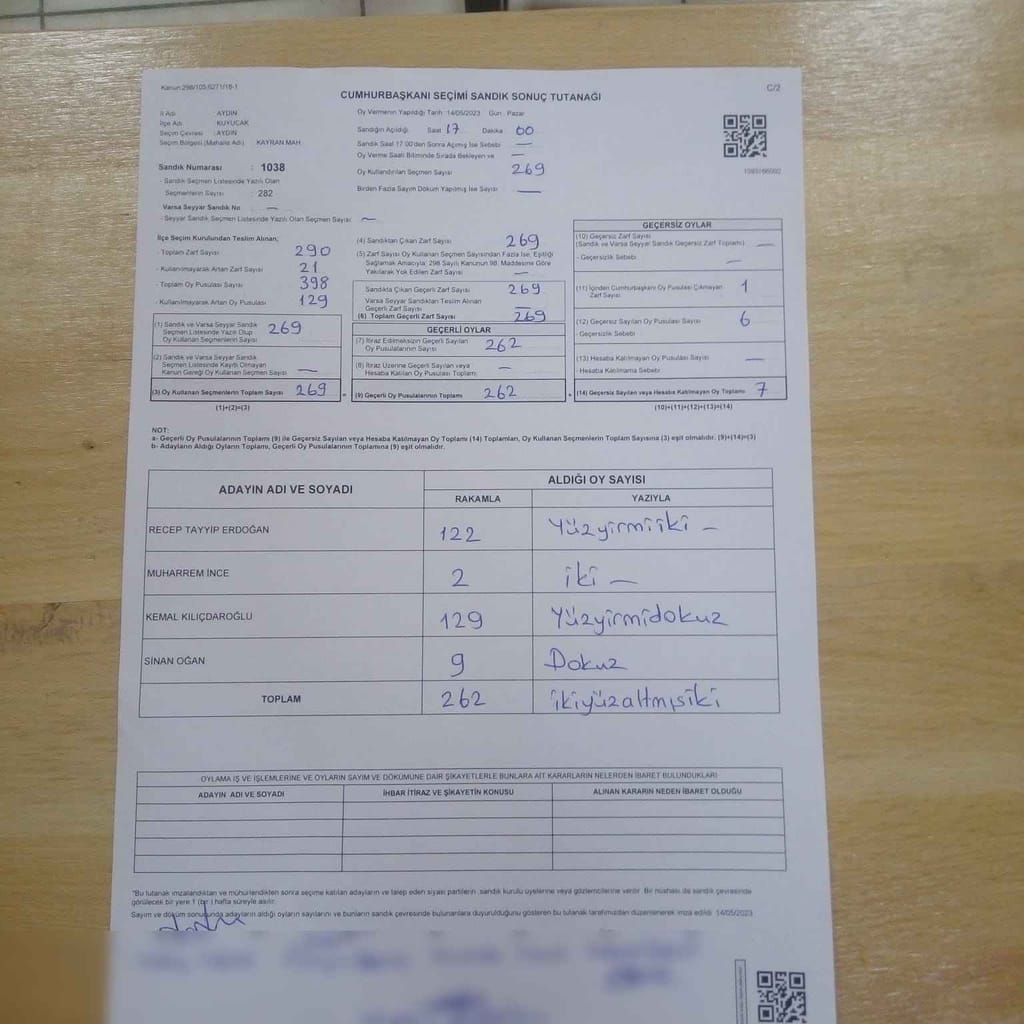 Kanun:298/105,6271/18-1
C/2
CUMHURBAŞKANI SEÇİMİ SANDIK SONUÇ TUTANAĞI
İl Adı AYDIN
İlçe Adı KUYUCAK
Seçim Çevresi : AYDIN
Seçim Bölgesi (Mahalle Adı) KAYRAN MAH.
Oy Vermenin Yapıldığı Tarih 14/05/2023 Gün : Pazar
Sandığın Açıldığı Saat 17 Dakika 00
Sandık Saat 17.00'den Sonra Açılmış İse Sebebi —
Oy Verme Saati Bitiminde Sırada Bekleyen ve —
Oy Kullandırılan Seçmen Sayısı 269
Birden Fazla Sayım Döküm Yapılmış İse Sayısı —
Sandık Numarası : 1038
- Sandık Seçmen Listesinde Yazılı Olan
Seçmenlerin Sayısı : 282
Varsa Seyyar Sandık No : —
- Seyyar Sandık Seçmen Listesinde Yazılı Olan Seçmen Sayısı: —
İlçe Seçim Kurulundan Teslim Alınan;
- Toplam Zarf Sayısı 290
- Kullanılmayarak Artan Zarf Sayısı 21
- Toplam Oy Pusulası 398
- Kullanılmayarak Artan Oy Pusulası 129
(1) Sandık ve Varsa Seyyar Sandık
Seçmen Listesinde Yazılı Olup
Oy Kullanan Seçmenlerin Sayısı 269
(2) Sandık ve Varsa Seyyar Sandık
Seçmen Listesinde Kayıtlı Olmayan
Kanun Gereği Oy Kullanan Seçmen Sayısı —
(3) Oy Kullanan Seçmenlerin Toplam Sayısı 269
(1)+(2)=(3)
(4) Sandıktan Çıkan Zarf Sayısı 269
(5) Zarf Sayısı Oy Kullanan Seçmen Sayısından Fazla İse, Eşitliği
Sağlamak Amacıyla; 298 Sayılı Kanunun 98. Maddesine Göre
Yakılarak Yok Edilen Zarf Sayısı —
Sandıkta Çıkan Geçerli Zarf Sayısı 269
Varsa Seyyar Sandıktan Teslim Alınan
Geçerli Zarf Sayısı —
(6) Toplam Geçerli Zarf Sayısı 269
GEÇERLİ OYLAR
(7) İtiraz Edilmeksizin Geçerli Sayılan
Oy Pusulalarının Sayısı 262
(8) İtiraz Üzerine Geçerli Sayılan veya
Hesaba Katılan Oy Pusulası Toplamı —
(9) Geçerli Oy Pusulalarının Toplamı 262
GEÇERSİZ OYLAR
(10) Geçersiz Zarf Sayısı
(Sandık ve Varsa Seyyar Sandık Geçersiz Zarf Toplamı) —
- Geçersizlik Sebebi —
(11) İçinden Cumhurbaşkanı Oy Pusulası Çıkmayan
Zarf Sayısı 1
(12) Geçersiz Sayılan Oy Pusulası Sayısı 6
- Geçersizlik Sebebi
(13) Hesaba Katılmayan Oy Pusulası Sayısı —
- Hesaba Katılmama Sebebi
(14) Geçersiz Sayılan veya Hesaba Katılmayan Oy Toplamı 7
(10)+(11)+(12)+(13)=(14)
NOT:
a- Geçerli Oy Pusulalarının Toplamı (9) ile Geçersiz Sayılan veya Hesaba Katılmayan Oy Toplamı (14) Toplamları, Oy Kullanan Seçmenlerin Toplam Sayısına (3) eşit olmalıdır. (9)+(14)=(3)
b- Adayların Aldığı Oyların Toplamı, Geçerli Oy Pusulalarının Toplamına (9) eşit olmalıdır.
ADAYIN ADI VE SOYADI ALDIĞI OY SAYISI
RAKAMLA YAZIYLA
RECEP TAYYİP ERDOĞAN 122 Yüzyirmiiki —
MUHARREM İNCE 2 iki —
KEMAL KILIÇDAROĞLU 129 Yüzyirmidokuz
SİNAN OĞAN 9 Dokuz
TOPLAM 262 ikiyüzaltmışiki
OYLAMA İŞ VE İŞLEMLERİNE VE OYLARIN SAYIM VE DÖKÜMÜNE DAİR ŞİKAYETLERLE BUNLARA AİT KARARLARIN NELERDEN İBARET BULUNDUKLARI
ADAYIN ADI VE SOYADI İHBAR İTİRAZ VE ŞİKAYETİN KONUSU ALINAN KARARIN NEDEN İBARET OLDUĞU
"Bu tutanak imzalandıktan ve mühürlendikten sonra seçime katılan adayların ve talep eden siyasi partilerin sandık kurulu üyelerine veya gözlemcilerine verilir. Bir nüshası de sandık çevresinde
görülecek bir yere 1 (bir ) hafta süreyle asılır.
Sayım ve döküm sonucunda adayların aldığı oyların sayılarını ve bunların sandık çevresinde bulunanlara duyurulduğunu gösteren bu tutanak tarafımızdan düzenlenerek imza edildi. 14/05/2023